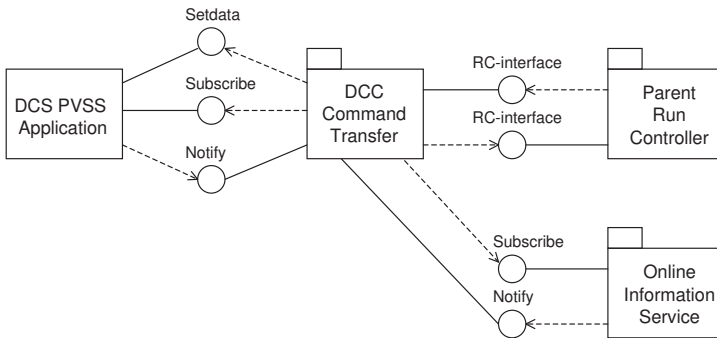 Setdata
Subscribe
Notify
DCS PVSS
Application
DCC
Command
Transfer
RC-interface
RC-interface
Parent
Run
Controller
Subscribe
Notify
Online
Information
Service